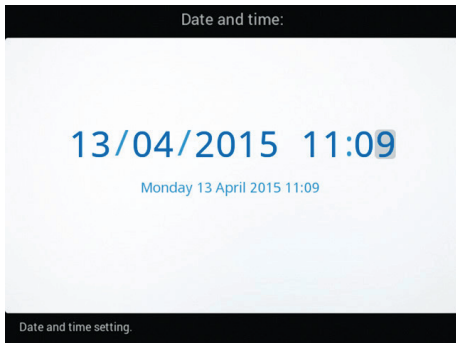 Date and time:
13/04/2015 11:09
Monday 13 April 2015 11:09
Date and time setting.